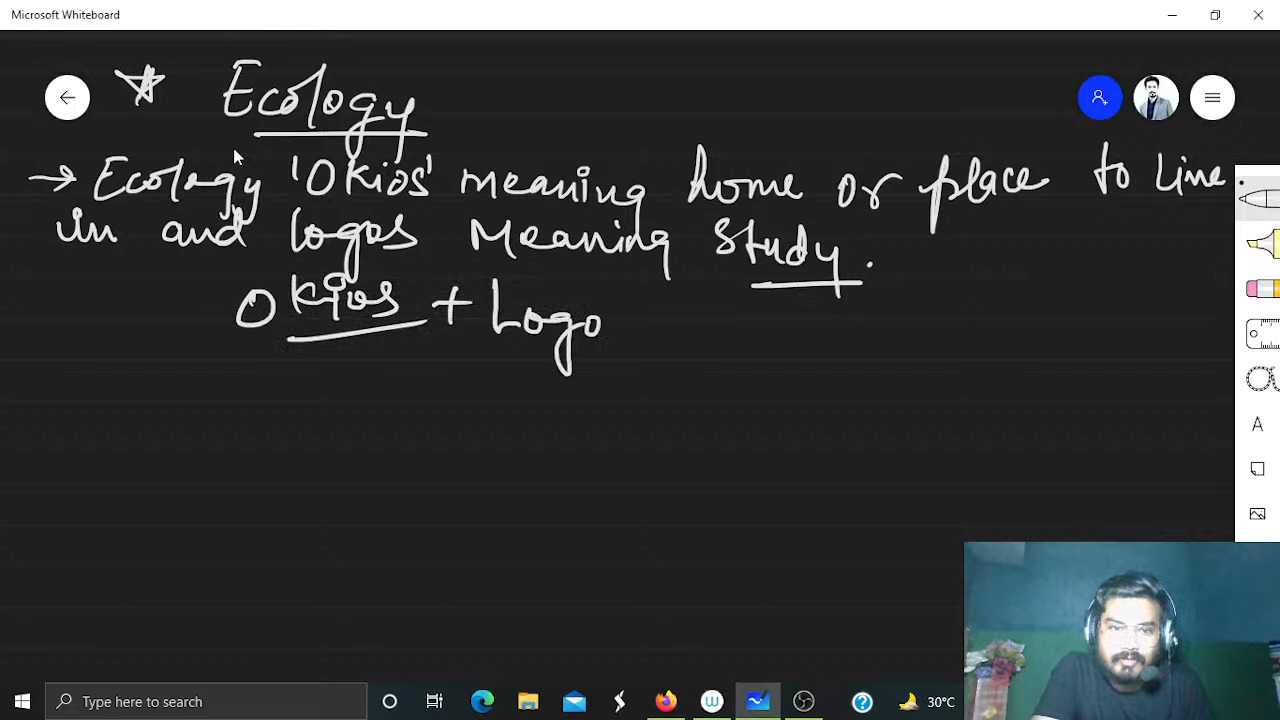 Microsoft Whiteboard
Ecology
→ Ecology 'Okios' meaning home or place to Line
in and logos Meaning Study.
Okios + Logo
A
Type here to search
30°C